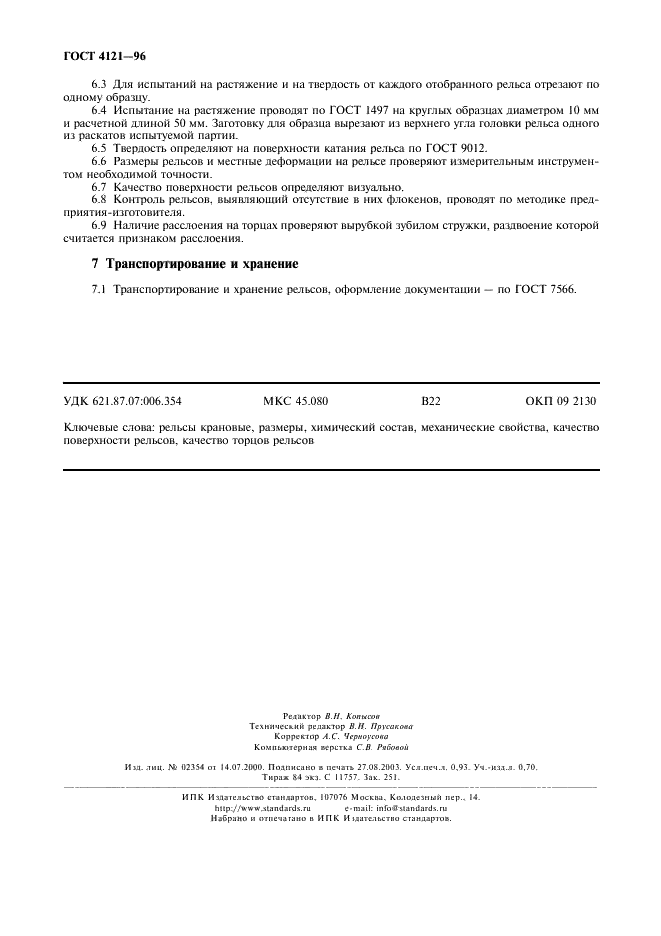 ГОСТ 4121—96
6.3 Для испытаний на растяжение и на твердость от каждого отобранного рельса отрезают по
одному образцу.
6.4 Испытание на растяжение проводят по ГОСТ 1497 на круглых образцах диаметром 10 мм
и расчетной длиной 50 мм. Заготовку для образца вырезают из верхнего угла головки рельса одного
из раскатов испытуемой партии.
6.5 Твердость определяют на поверхности катания рельса по ГОСТ 9012.
6.6 Размеры рельсов и местные деформации на рельсе проверяют измерительным инструмен-
том необходимой точности.
6.7 Качество поверхности рельсов определяют визуально.
6.8 Контроль рельсов, выявляющий отсутствие в них флокенов, проводят по методике пред-
приятия-изготовителя.
6.9 Наличие расслоения на торцах проверяют вырубкой зубилом стружки, раздвоение которой
считается признаком расслоения.
7 Транспортирование и хранение
7.1 Транспортирование и хранение рельсов, оформление документации — по ГОСТ 7566.
УДК 621.87.07:006.354 МКС 45.080 В22 ОКП 09 2130
Ключевые слова: рельсы крановые, размеры, химический состав, механические свойства, качество
поверхности рельсов, качество торцов рельсов
Редактор В.Н. Копысов
Технический редактор В.Н. Прусакова
Корректор А.С. Черноусова
Компьютерная верстка С.В. Рябовой
Изд. лиц. № 02354 от 14.07.2000. Подписано в печать 27.08.2003. Усл.печ.л. 0,93. Уч.-изд.л. 0,70.
Тираж 84 экз. С 11757. Зак. 251.
ИПК Издательство стандартов, 107076 Москва, Колодезный пер., 14.
http://www.standards.ru e-mail: info@standards.ru
Набрано и отпечатано в ИПК Издательство стандартов.